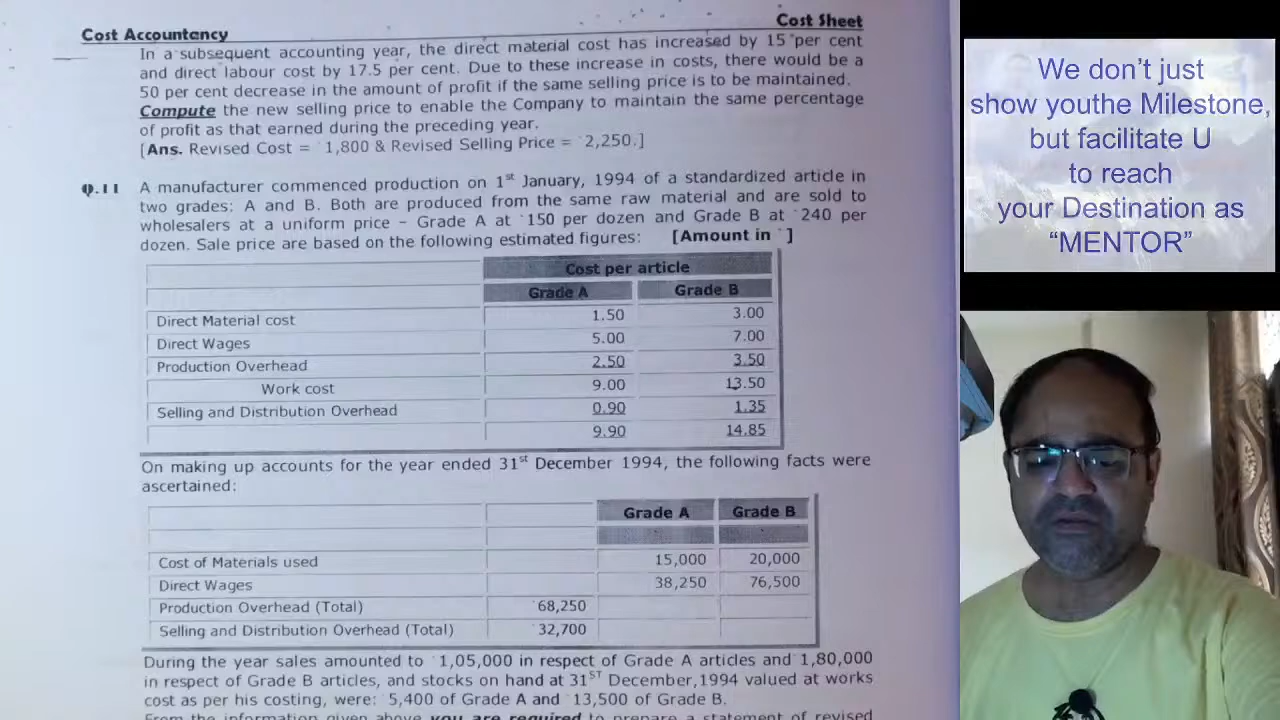 Cost Accountancy Cost Sheet
In a subsequent accounting year, the direct material cost has increased by 15 per cent
and direct labour cost by 17.5 per cent. Due to these increase in costs, there would be a
50 per cent decrease in the amount of profit if the same selling price is to be maintained.
Compute the new selling price to enable the Company to maintain the same percentage
of profit as that earned during the preceding year.
[Ans. Revised Cost = `1,800 & Revised Selling Price = `2,250.]
Q.11 A manufacturer commenced production on 1st January, 1994 of a standardized article in
two grades: A and B. Both are produced from the same raw material and are sold to
wholesalers at a uniform price – Grade A at `150 per dozen and Grade B at `240 per
dozen. Sale price are based on the following estimated figures: [Amount in `]
Cost per article
Grade A Grade B
Direct Material cost 1.50 3.00
Direct Wages 5.00 7.00
Production Overhead 2.50 3.50
Work cost 9.00 13.50
Selling and Distribution Overhead 0.90 1.35
9.90 14.85
On making up accounts for the year ended 31st December 1994, the following facts were
ascertained:
Grade A Grade B
Cost of Materials used 15,000 20,000
Direct Wages 38,250 76,500
Production Overhead (Total) `68,250
Selling and Distribution Overhead (Total) `32,700
During the year sales amounted to `1,05,000 in respect of Grade A articles and `1,80,000
in respect of Grade B articles, and stocks on hand at 31ST December,1994 valued at works
cost as per his costing, were: `5,400 of Grade A and `13,500 of Grade B.
From the information given above you are required to prepare a statement of revised
We don't just
show youthe Milestone,
but facilitate U
to reach
your Destination as
“MENTOR”